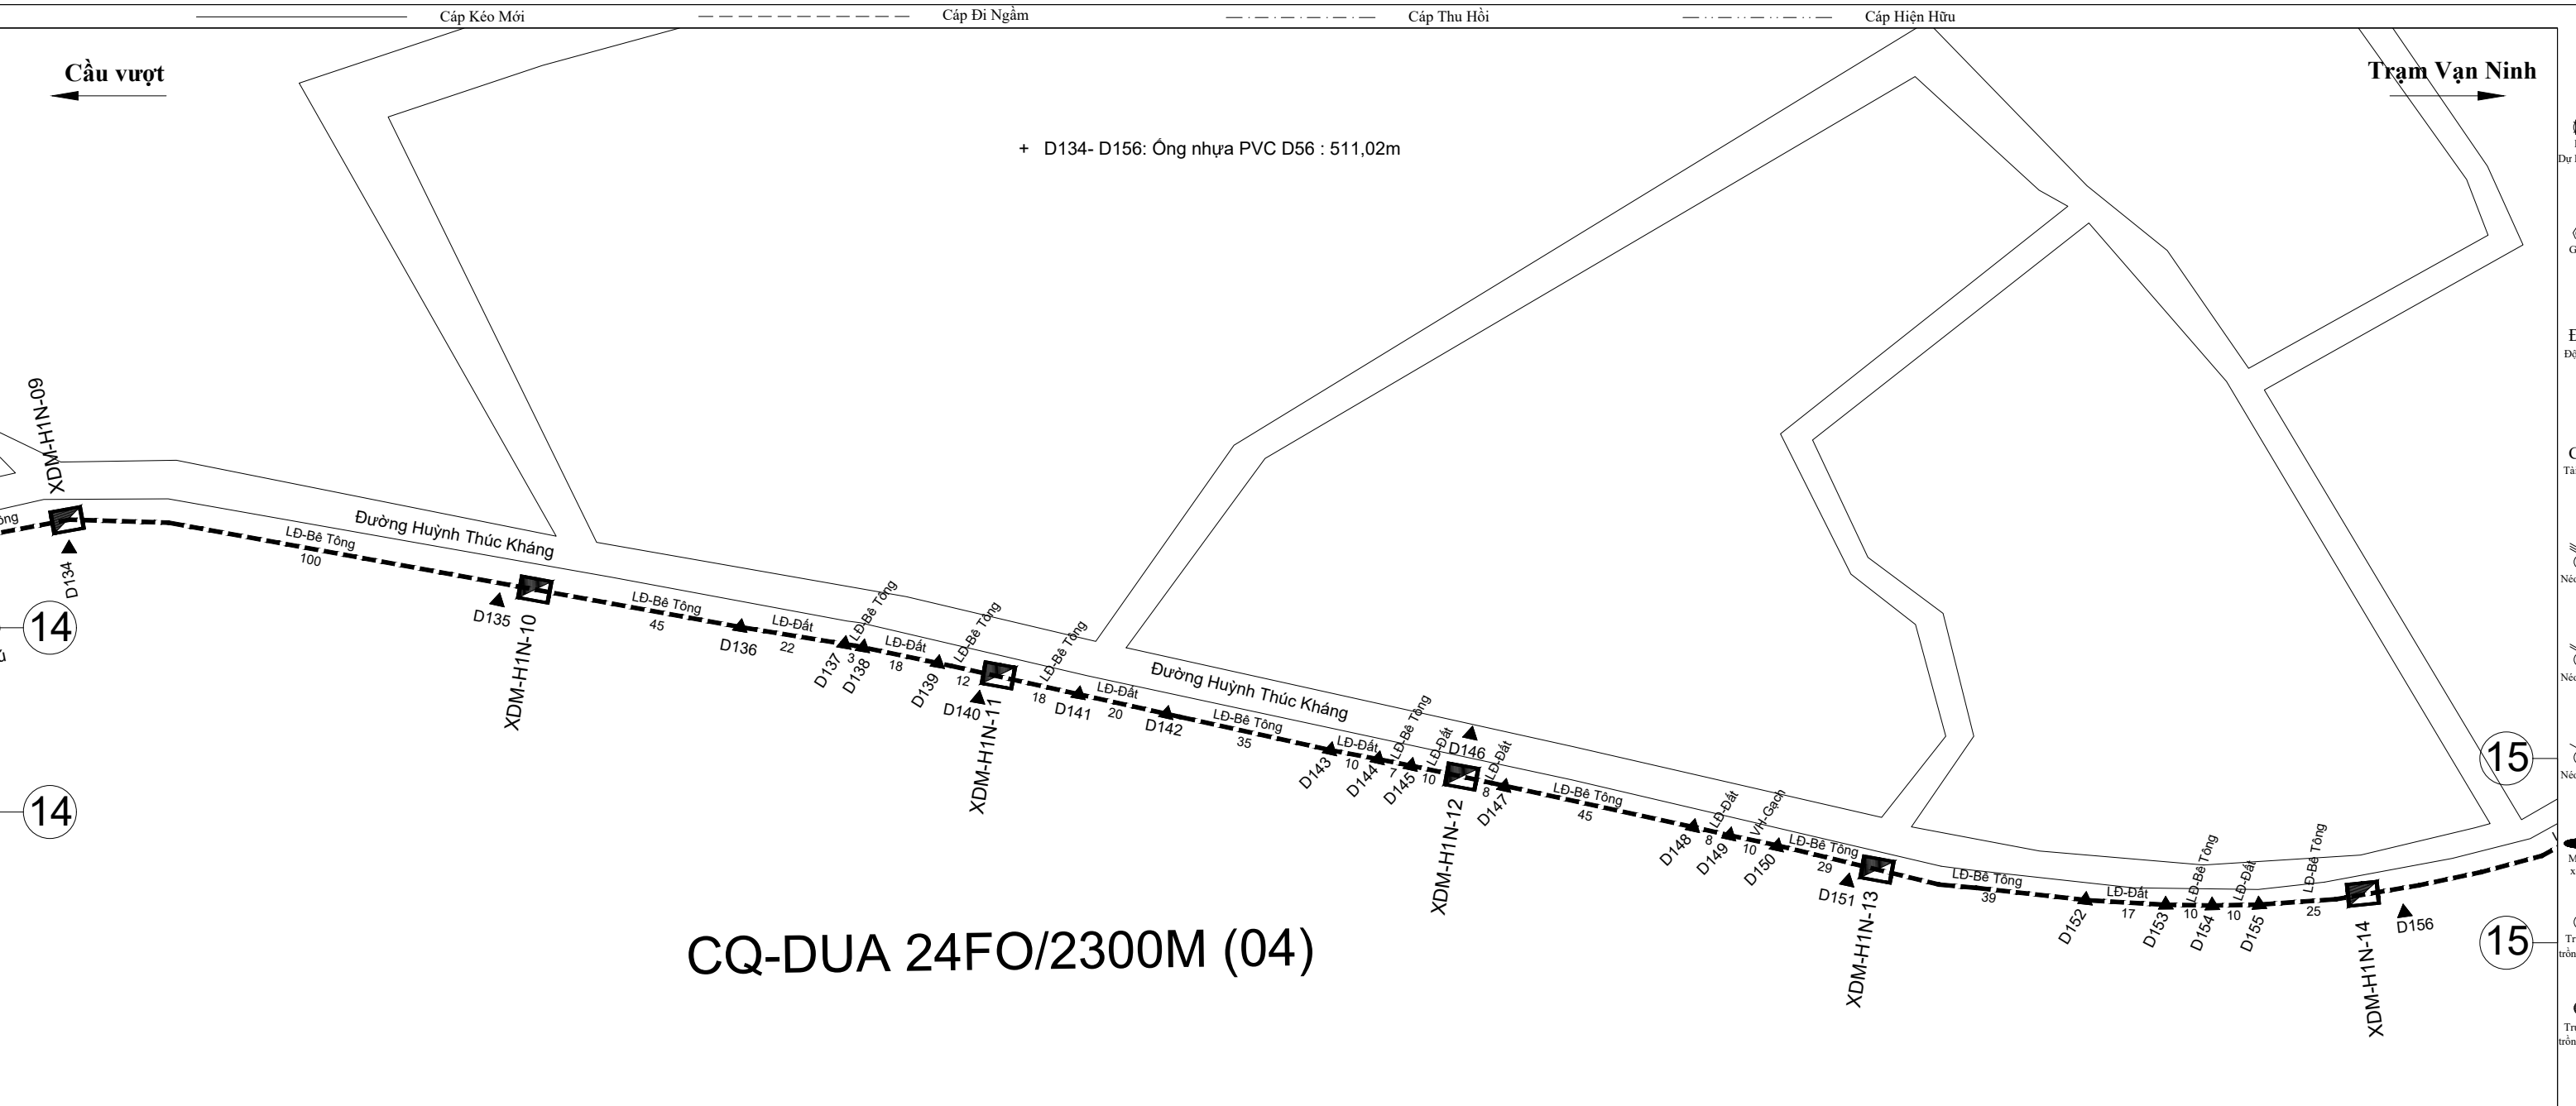 Cáp Kéo Mới
Cáp Đi Ngầm
Cáp Thu Hồi
Cáp Hiện Hữu
Cầu vượt
Trạm Vạn Ninh
+ D134- D156: Ống nhựa PVC D56 : 511,02m
XDM-H1N-09
D134
14
14
LĐ-Bê Tông
100
Đường Huỳnh Thúc Kháng
D135
XDM-H1N-10
LĐ-Bê Tông
45
D136
LĐ-Đất
22
D137
LĐ-Bê Tông
3
D138
LĐ-Đất
18
D139
LĐ-Bê Tông
12
D140
XDM-H1N-11
LĐ-Bê Tông
18
D141
LĐ-Đất
20
D142
Đường Huỳnh Thúc Kháng
LĐ-Bê Tông
35
D143
LĐ-Đất
10
D144
LĐ-Bê Tông
7
D145
LĐ-Đất
10
D146
XDM-H1N-12
LĐ-Đất
8
D147
LĐ-Bê Tông
45
D148
LĐ-Đất
8
D149
VH-Gạch
10
D150
LĐ-Bê Tông
29
D151
XDM-H1N-13
LĐ-Bê Tông
39
D152
LĐ-Đất
17
D153
LĐ-Bê Tông
10
D154
LĐ-Đất
10
D155
LĐ-Bê Tông
25
XDM-H1N-14
D156
15
15
CQ-DUA 24FO/2300M (04)